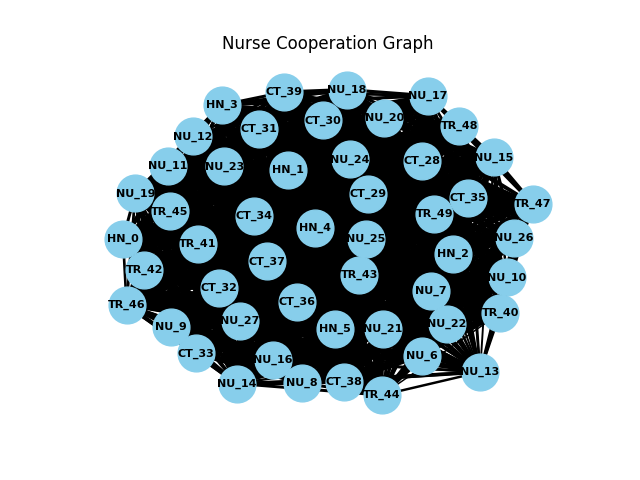 Nurse Cooperation Graph
CT_39
NU_18
NU_17
HN_3
CT_30
NU_20
TR_48
CT_31
NU_12
NU_15
NU_11
NU_23
HN_1
NU_24
CT_28
NU_19
CT_29
CT_35
TR_47
TR_45
CT_34
TR_49
HN_4
HN_0
TR_41
NU_25
NU_26
HN_2
TR_42
CT_37
TR_43
NU_10
CT_32
NU_7
TR_46
CT_36
TR_40
NU_9
NU_27
HN_5
NU_21
NU_22
CT_33
NU_16
NU_6
NU_14
NU_8
CT_38
NU_13
TR_44